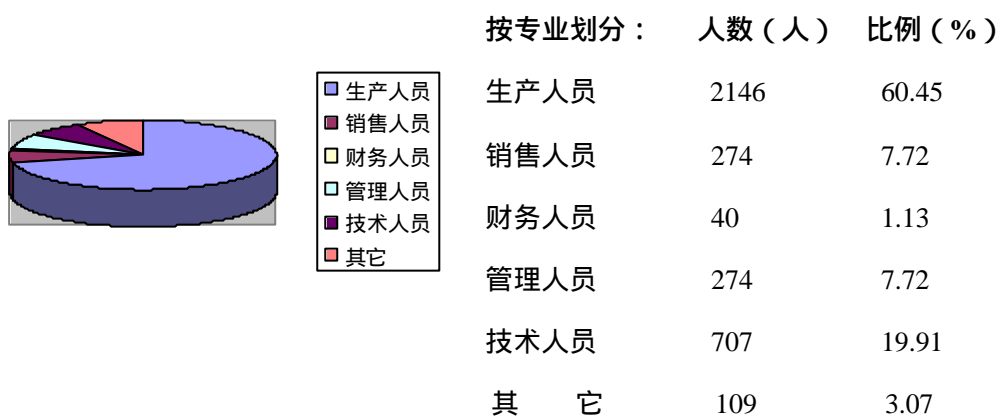 按专业划分： 人数（人） 比例（%）
生产人员 2146 60.45
销售人员 274 7.72
财务人员 40 1.13
管理人员 274 7.72
技术人员 707 19.91
其 它 109 3.07
生产人员
销售人员
财务人员
管理人员
技术人员
其它